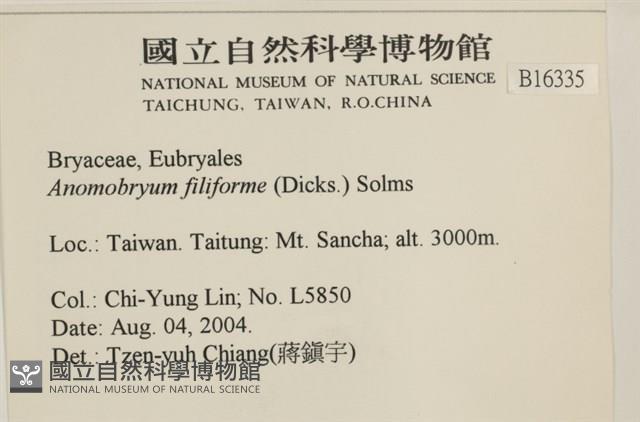 國立自然科學博物館
NATIONAL MUSEUM OF NATURAL SCIENCE
TAICHUNG, TAIWAN, R.O.CHINA
B16335
Bryaceae, Eubryales
Anomobryum filiforme (Dicks.) Solms
Loc.: Taiwan. Taitung: Mt. Sancha; alt. 3000m.
Col.: Chi-Yung Lin; No. L5850
Date: Aug. 04, 2004.
Det.: Tzen-yuh Chiang(蔣鎭宇)
國立自然科學博物館
NATIONAL MUSEUM OF NATURAL SCIENCE